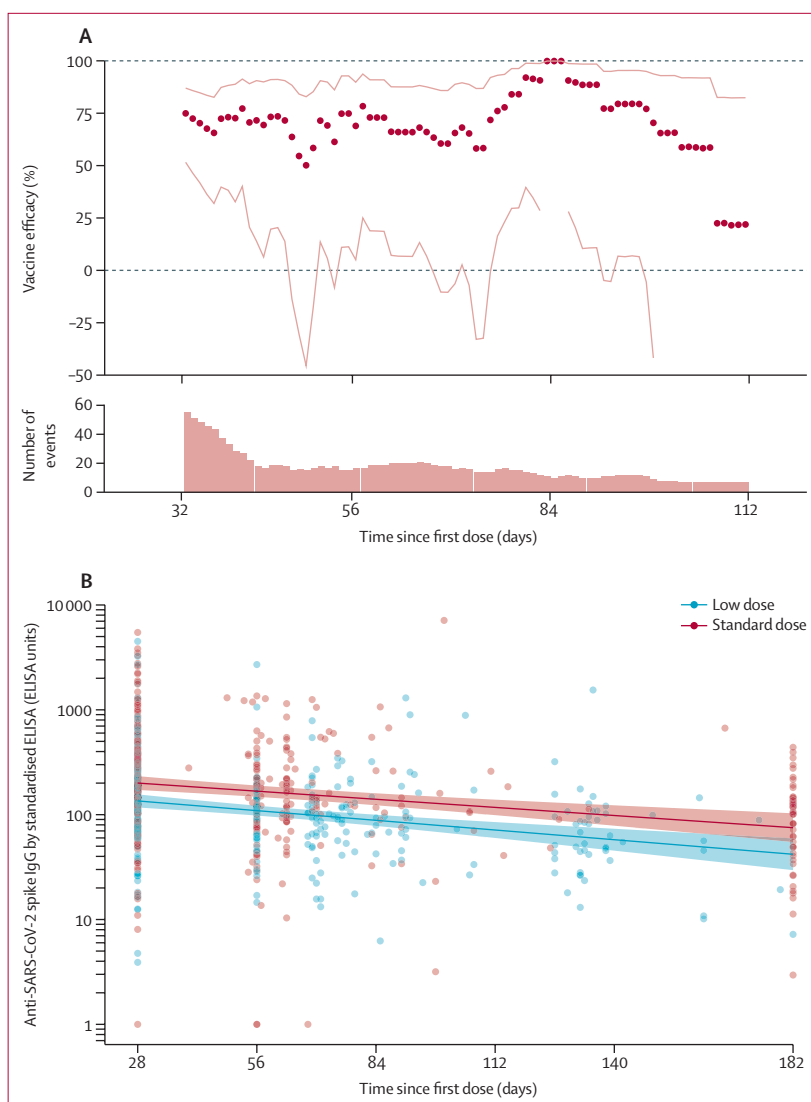 A
100
75
50
25
0
−25
−50
Vaccine efficacy (%)
60
40
20
0
Number of
events
32
56
84
112
Time since first dose (days)
B
Low dose
Standard dose
10 000
1000
100
10
1
Anti-SARS-CoV-2 spike IgG by standardised ELISA (ELISA units)
28
56
84
112
140
182
Time since first dose (days)